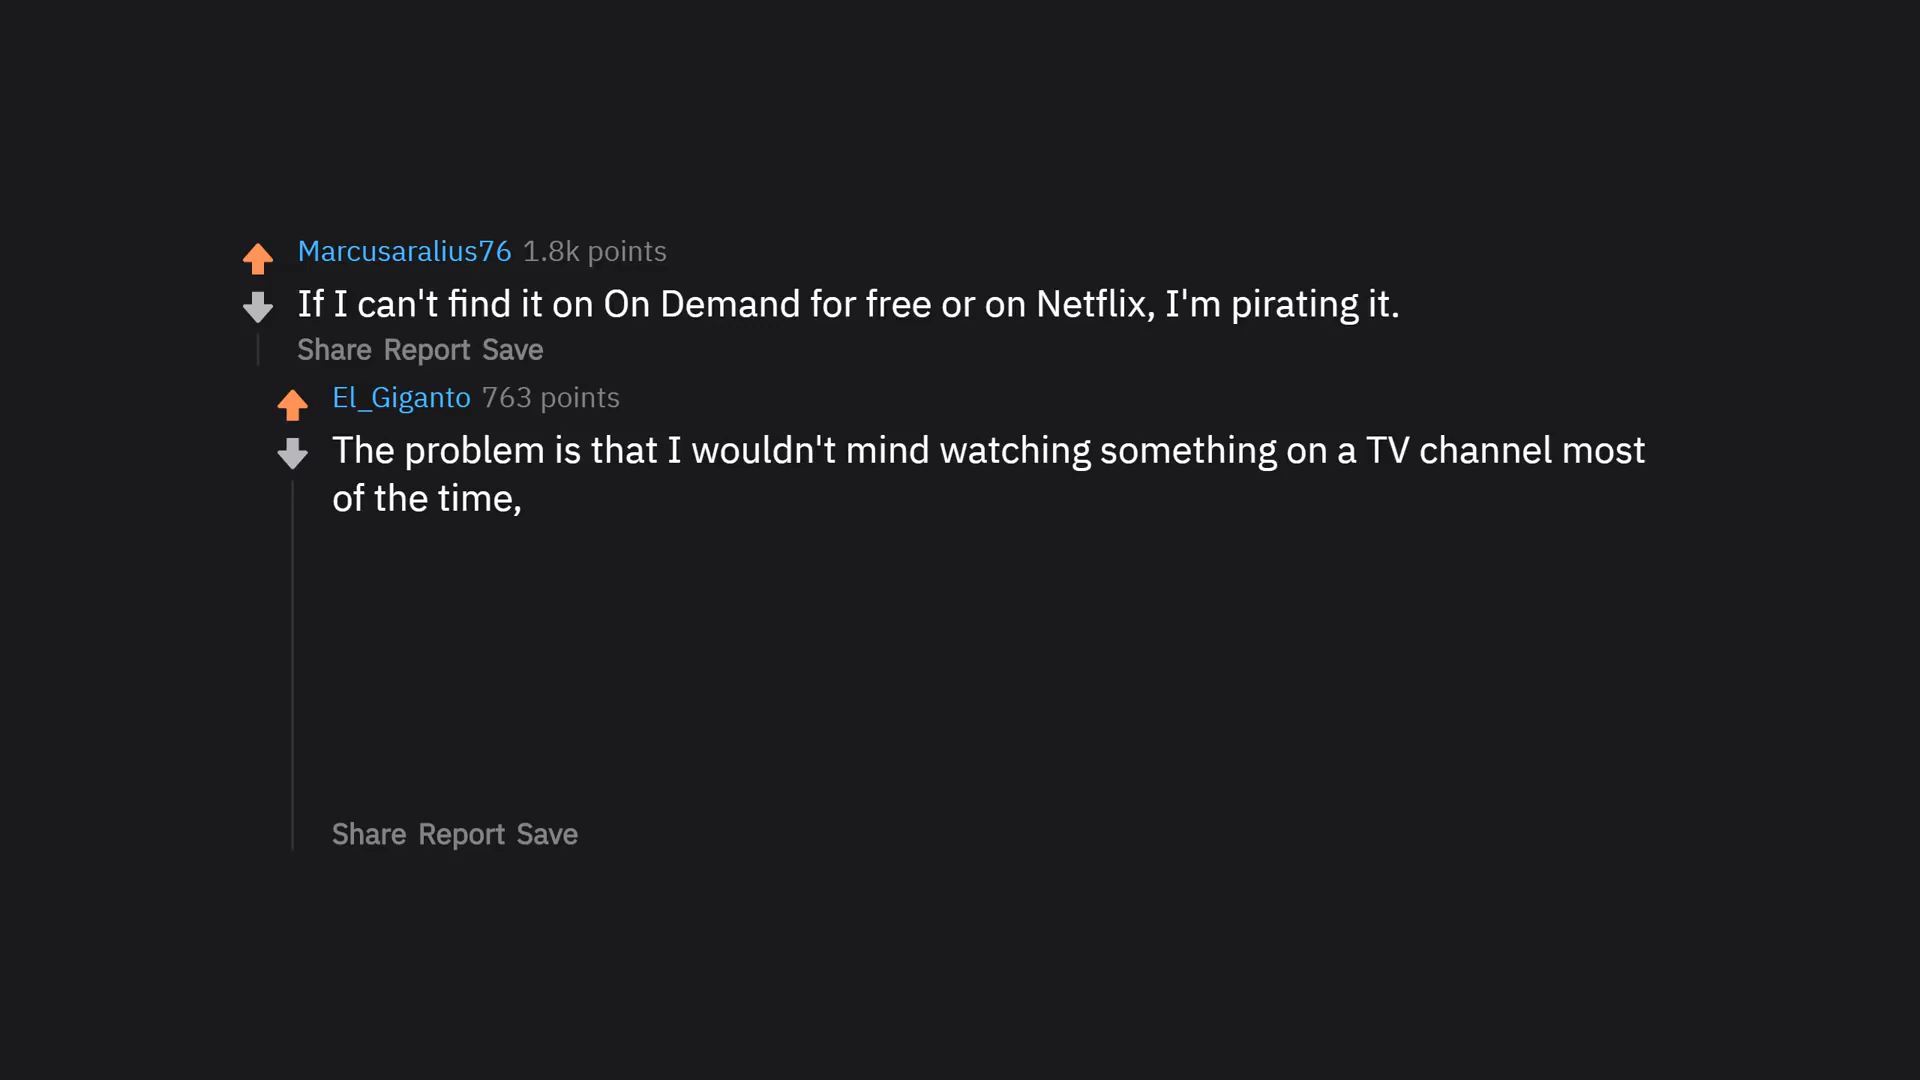 Marcusaralius76 1.8k points
If I can't find it on On Demand for free or on Netflix, I'm pirating it.
Share Report Save
El_Giganto 763 points
The problem is that I wouldn't mind watching something on a TV channel most
of the time,
Share Report Save